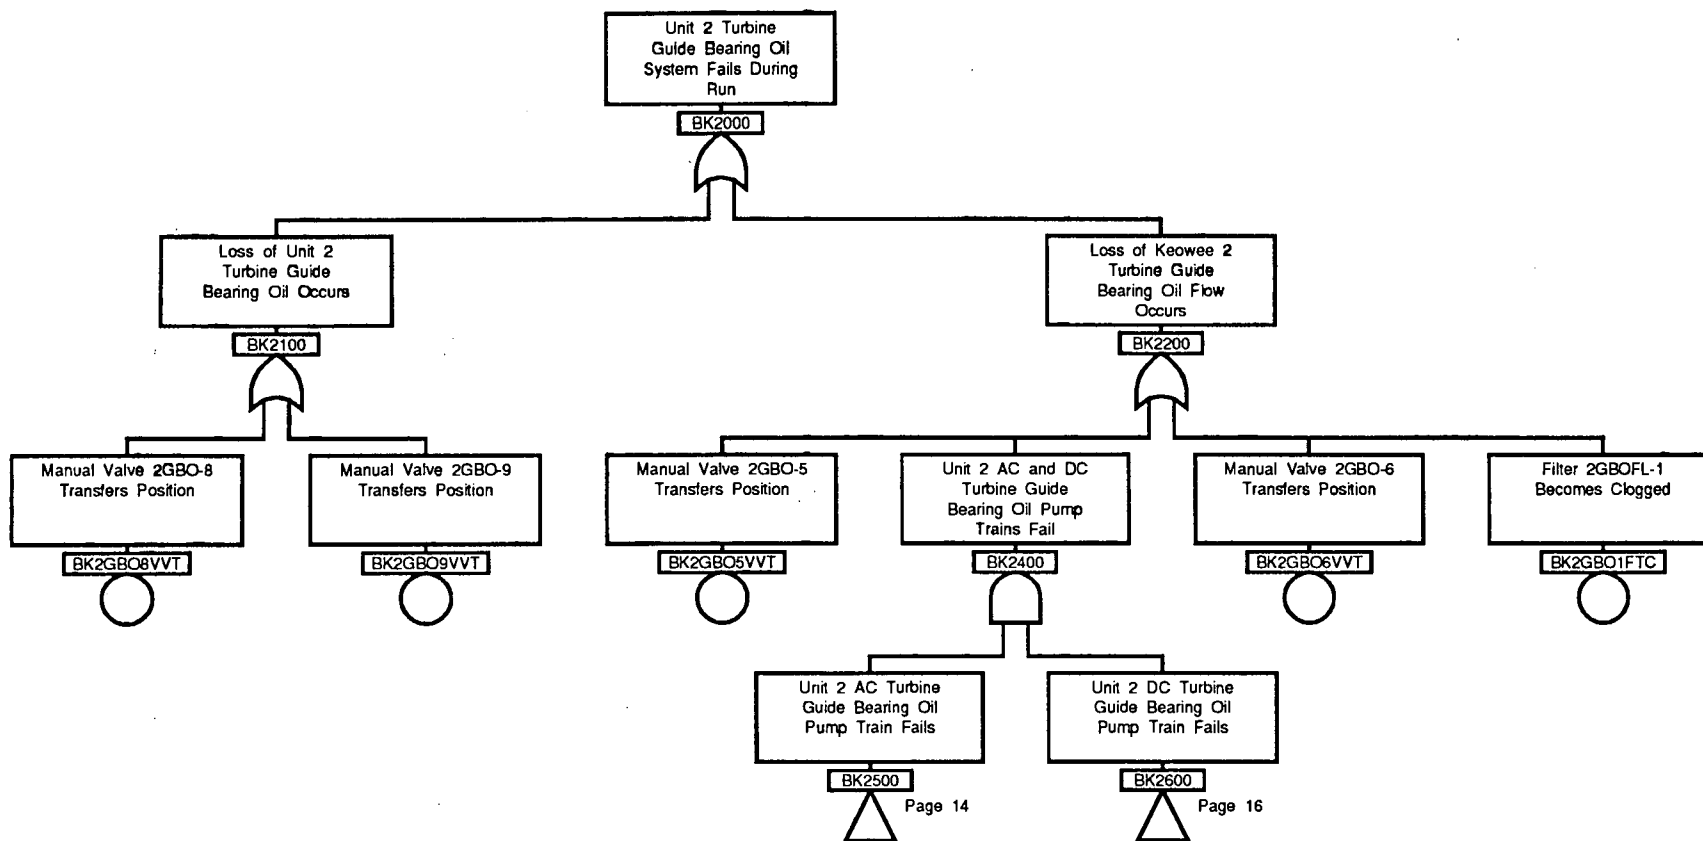 Unit 2 Turbine
Guide Bearing Oil
System Fails During
Run
BK2000
Loss of Unit 2
Turbine Guide
Bearing Oil Occurs
BK2100
Loss of Keowee 2
Turbine Guide
Bearing Oil Flow
Occurs
BK2200
Manual Valve 2GBO-8
Transfers Position
BK2GBO8VVT
Manual Valve 2GBO-9
Transfers Position
BK2GBO9VVT
Manual Valve 2GBO-5
Transfers Position
BK2GBO5VVT
Unit 2 AC and DC
Turbine Guide
Bearing Oil Pump
Trains Fail
BK2400
Manual Valve 2GBO-6
Transfers Position
BK2GBO6VVT
Filter 2GBOFL-1
Becomes Clogged
BK2GBO1FTC
Unit 2 AC Turbine
Guide Bearing Oil
Pump Train Fails
BK2500
Page 14
Unit 2 DC Turbine
Guide Bearing Oil
Pump Train Fails
BK2600
Page 16